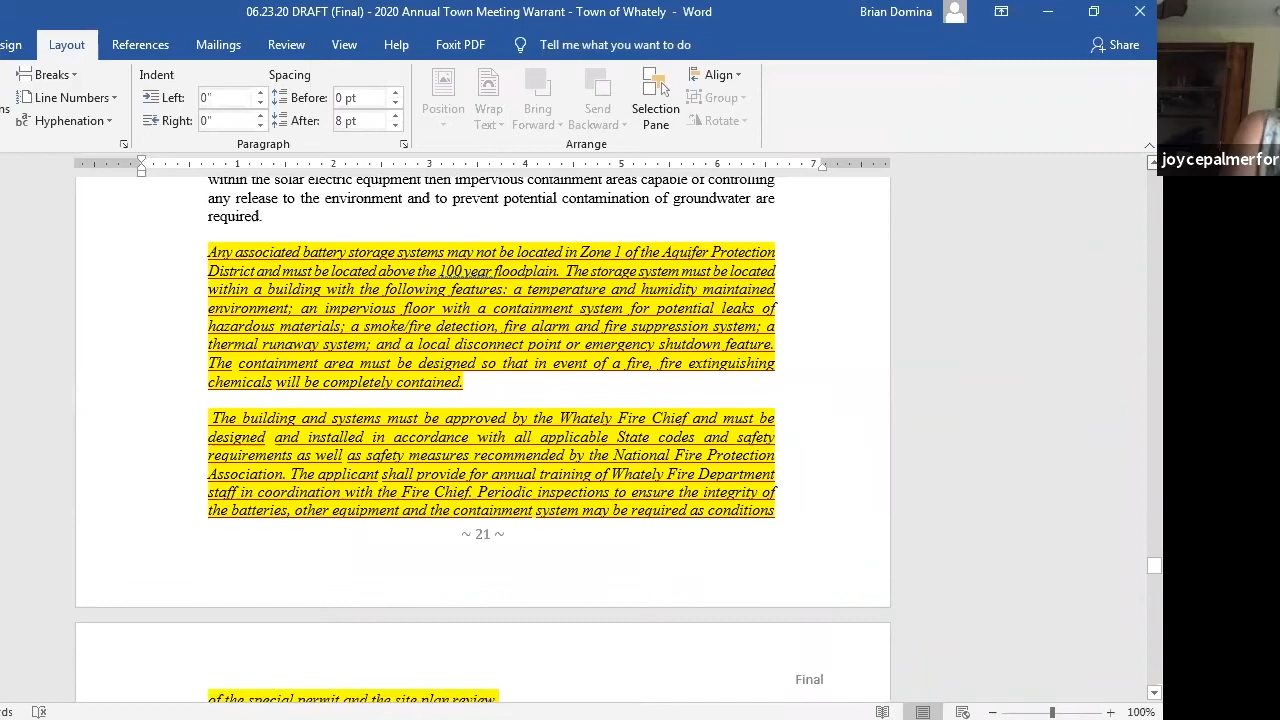 06.23.20 DRAFT (Final) - 2020 Annual Town Meeting Warrant - Town of Whately - Word
Brian Domina
sign Layout References Mailings Review View Help Foxit PDF Tell me what you want to do Share
Breaks
Line Numbers
Hyphenation
Indent
Left: 0"
Right: 0"
Spacing
Before: 0 pt
After: 8 pt
Paragraph
Position
Wrap Text
Bring Forward
Send Backward
Selection Pane
Align
Group
Rotate
Arrange
1 2 3 4 5 6 7
joycepalmerfor
within the solar electric equipment then impervious containment areas capable of controlling
any release to the environment and to prevent potential contamination of groundwater are
required.
Any associated battery storage systems may not be located in Zone 1 of the Aquifer Protection
District and must be located above the 100 year floodplain. The storage system must be located
within a building with the following features: a temperature and humidity maintained
environment; an impervious floor with a containment system for potential leaks of
hazardous materials; a smoke/fire detection, fire alarm and fire suppression system; a
thermal runaway system; and a local disconnect point or emergency shutdown feature.
The containment area must be designed so that in event of a fire, fire extinguishing
chemicals will be completely contained.
The building and systems must be approved by the Whately Fire Chief and must be
designed and installed in accordance with all applicable State codes and safety
requirements as well as safety measures recommended by the National Fire Protection
Association. The applicant shall provide for annual training of Whately Fire Department
staff in coordination with the Fire Chief. Periodic inspections to ensure the integrity of
the batteries, other equipment and the containment system may be required as conditions
~ 21 ~
Final
of the special permit and the site plan review.
rds
100%